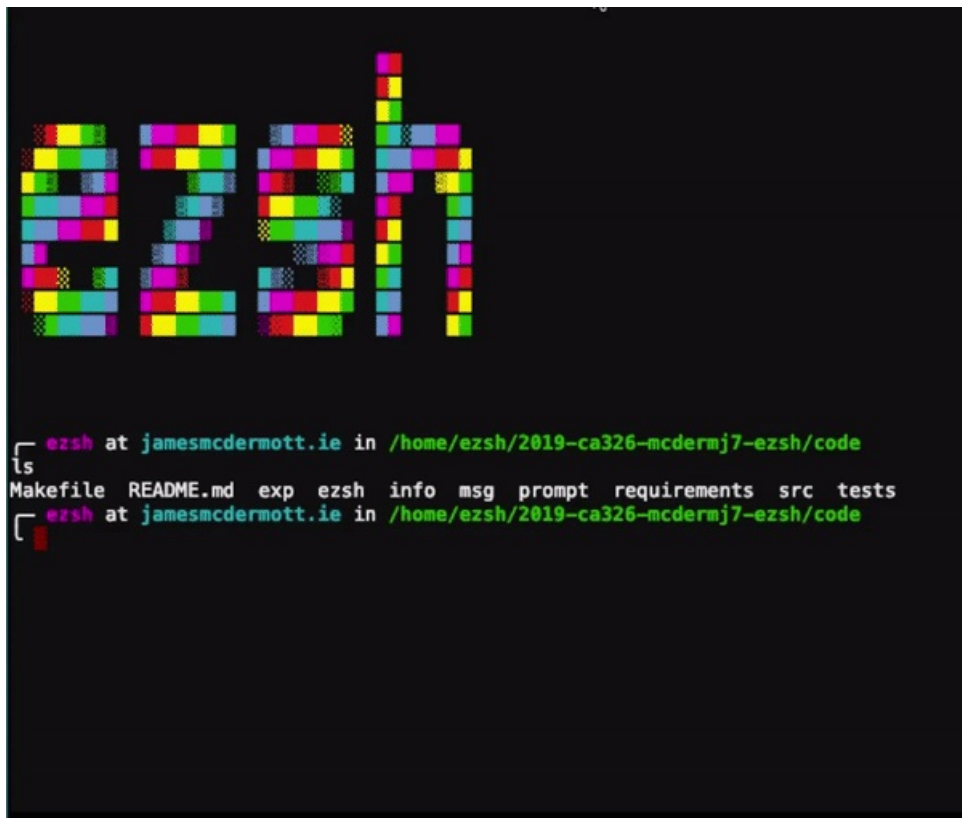 ezsh
╭─ ezsh at jamesmcdermott.ie in /home/ezsh/2019-ca326-mcdermj7-ezsh/code
ls
Makefile README.md exp ezsh info msg prompt requirements src tests
╭─ ezsh at jamesmcdermott.ie in /home/ezsh/2019-ca326-mcdermj7-ezsh/code